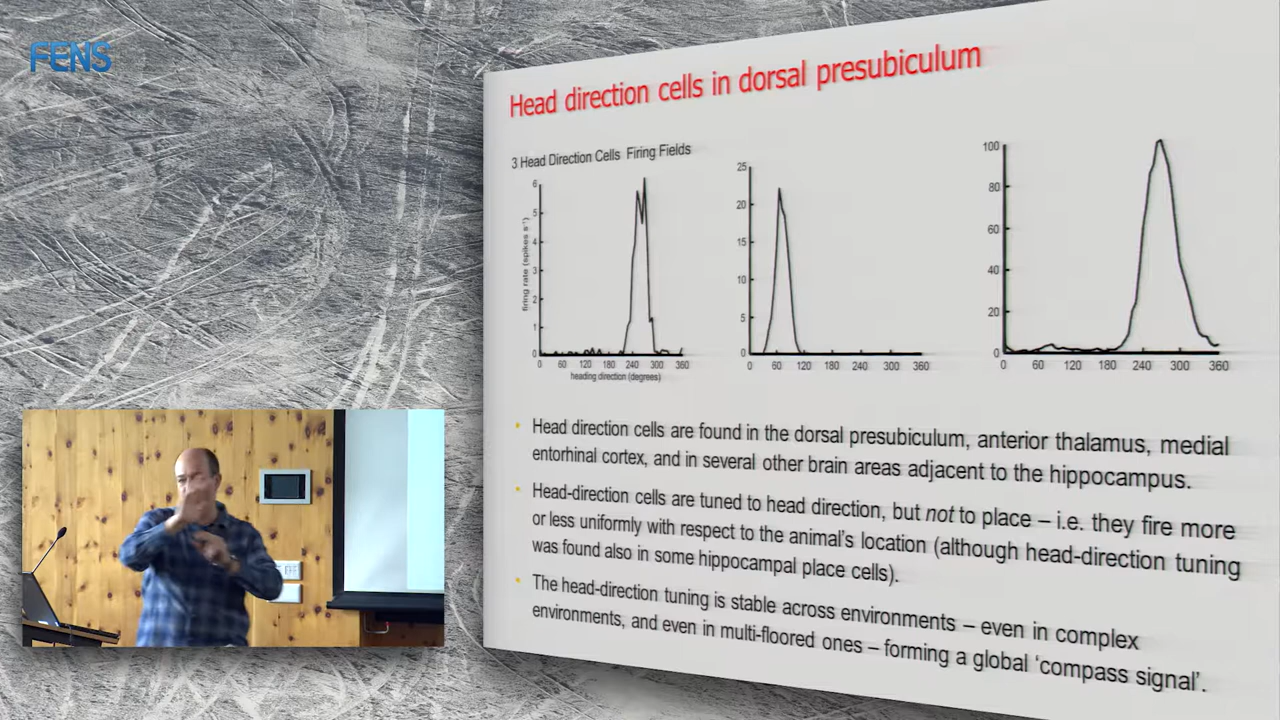 FENS
Head direction cells in dorsal presubiculum
3 Head Direction Cells Firing Fields
6
5
4
3
2
1
0
firing rate (spikes s⁻¹)
0 60 120 180 240 300 360
heading direction (degrees)
25
20
15
10
5
0
0 60 120 180 240 300 360
100
80
60
40
20
0
0 60 120 180 240 300 360
• Head direction cells are found in the dorsal presubiculum, anterior thalamus, medial
entorhinal cortex, and in several other brain areas adjacent to the hippocampus.
• Head-direction cells are tuned to head direction, but not to place – i.e. they fire more
or less uniformly with respect to the animal's location (although head-direction tuning
was found also in some hippocampal place cells).
• The head-direction tuning is stable across environments – even in complex
environments, and even in multi-floored ones – forming a global 'compass signal'.